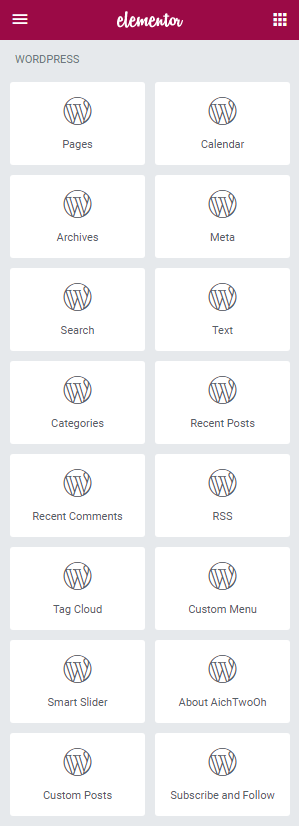 elementor
WORDPRESS
Pages
Calendar
Archives
Meta
Search
Text
Categories
Recent Posts
Recent Comments
RSS
Tag Cloud
Custom Menu
Smart Slider
About AichTwoOh
Custom Posts
Subscribe and Follow